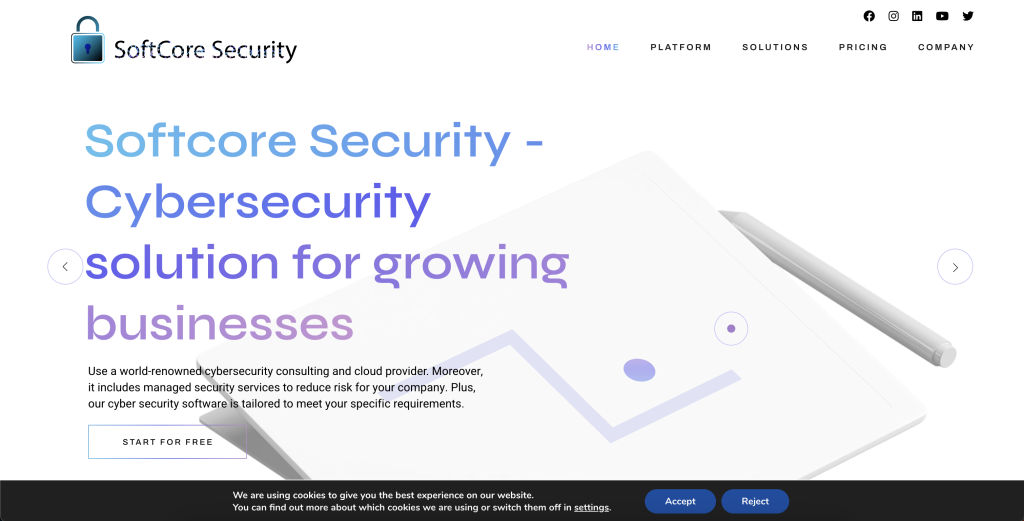 SoftCore Security
HOME
PLATFORM
SOLUTIONS
PRICING
COMPANY
Softcore Security -
Cybersecurity
solution for growing
businesses
Use a world-renowned cybersecurity consulting and cloud provider. Moreover,
it includes managed security services to reduce risk for your company. Plus,
our cyber security software is tailored to meet your specific requirements.
START FOR FREE
We are using cookies to give you the best experience on our website.
You can find out more about which cookies we are using or switch them off in settings.
Accept
Reject